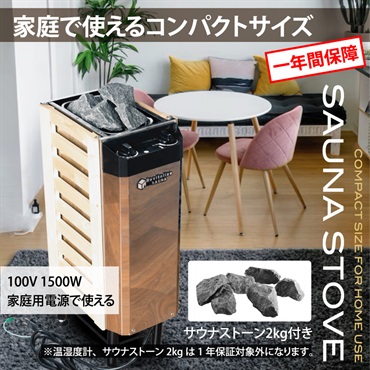 家庭で使えるコンパクトサイズ
一年間保障
SAUNA STOVE
COMPACT SIZE FOR HOME USE
100V 1500W
家庭用電源で使える
サウナストーン2kg付き
※温湿度計、サウナストーン 2kg は 1 年保証対象外になります。